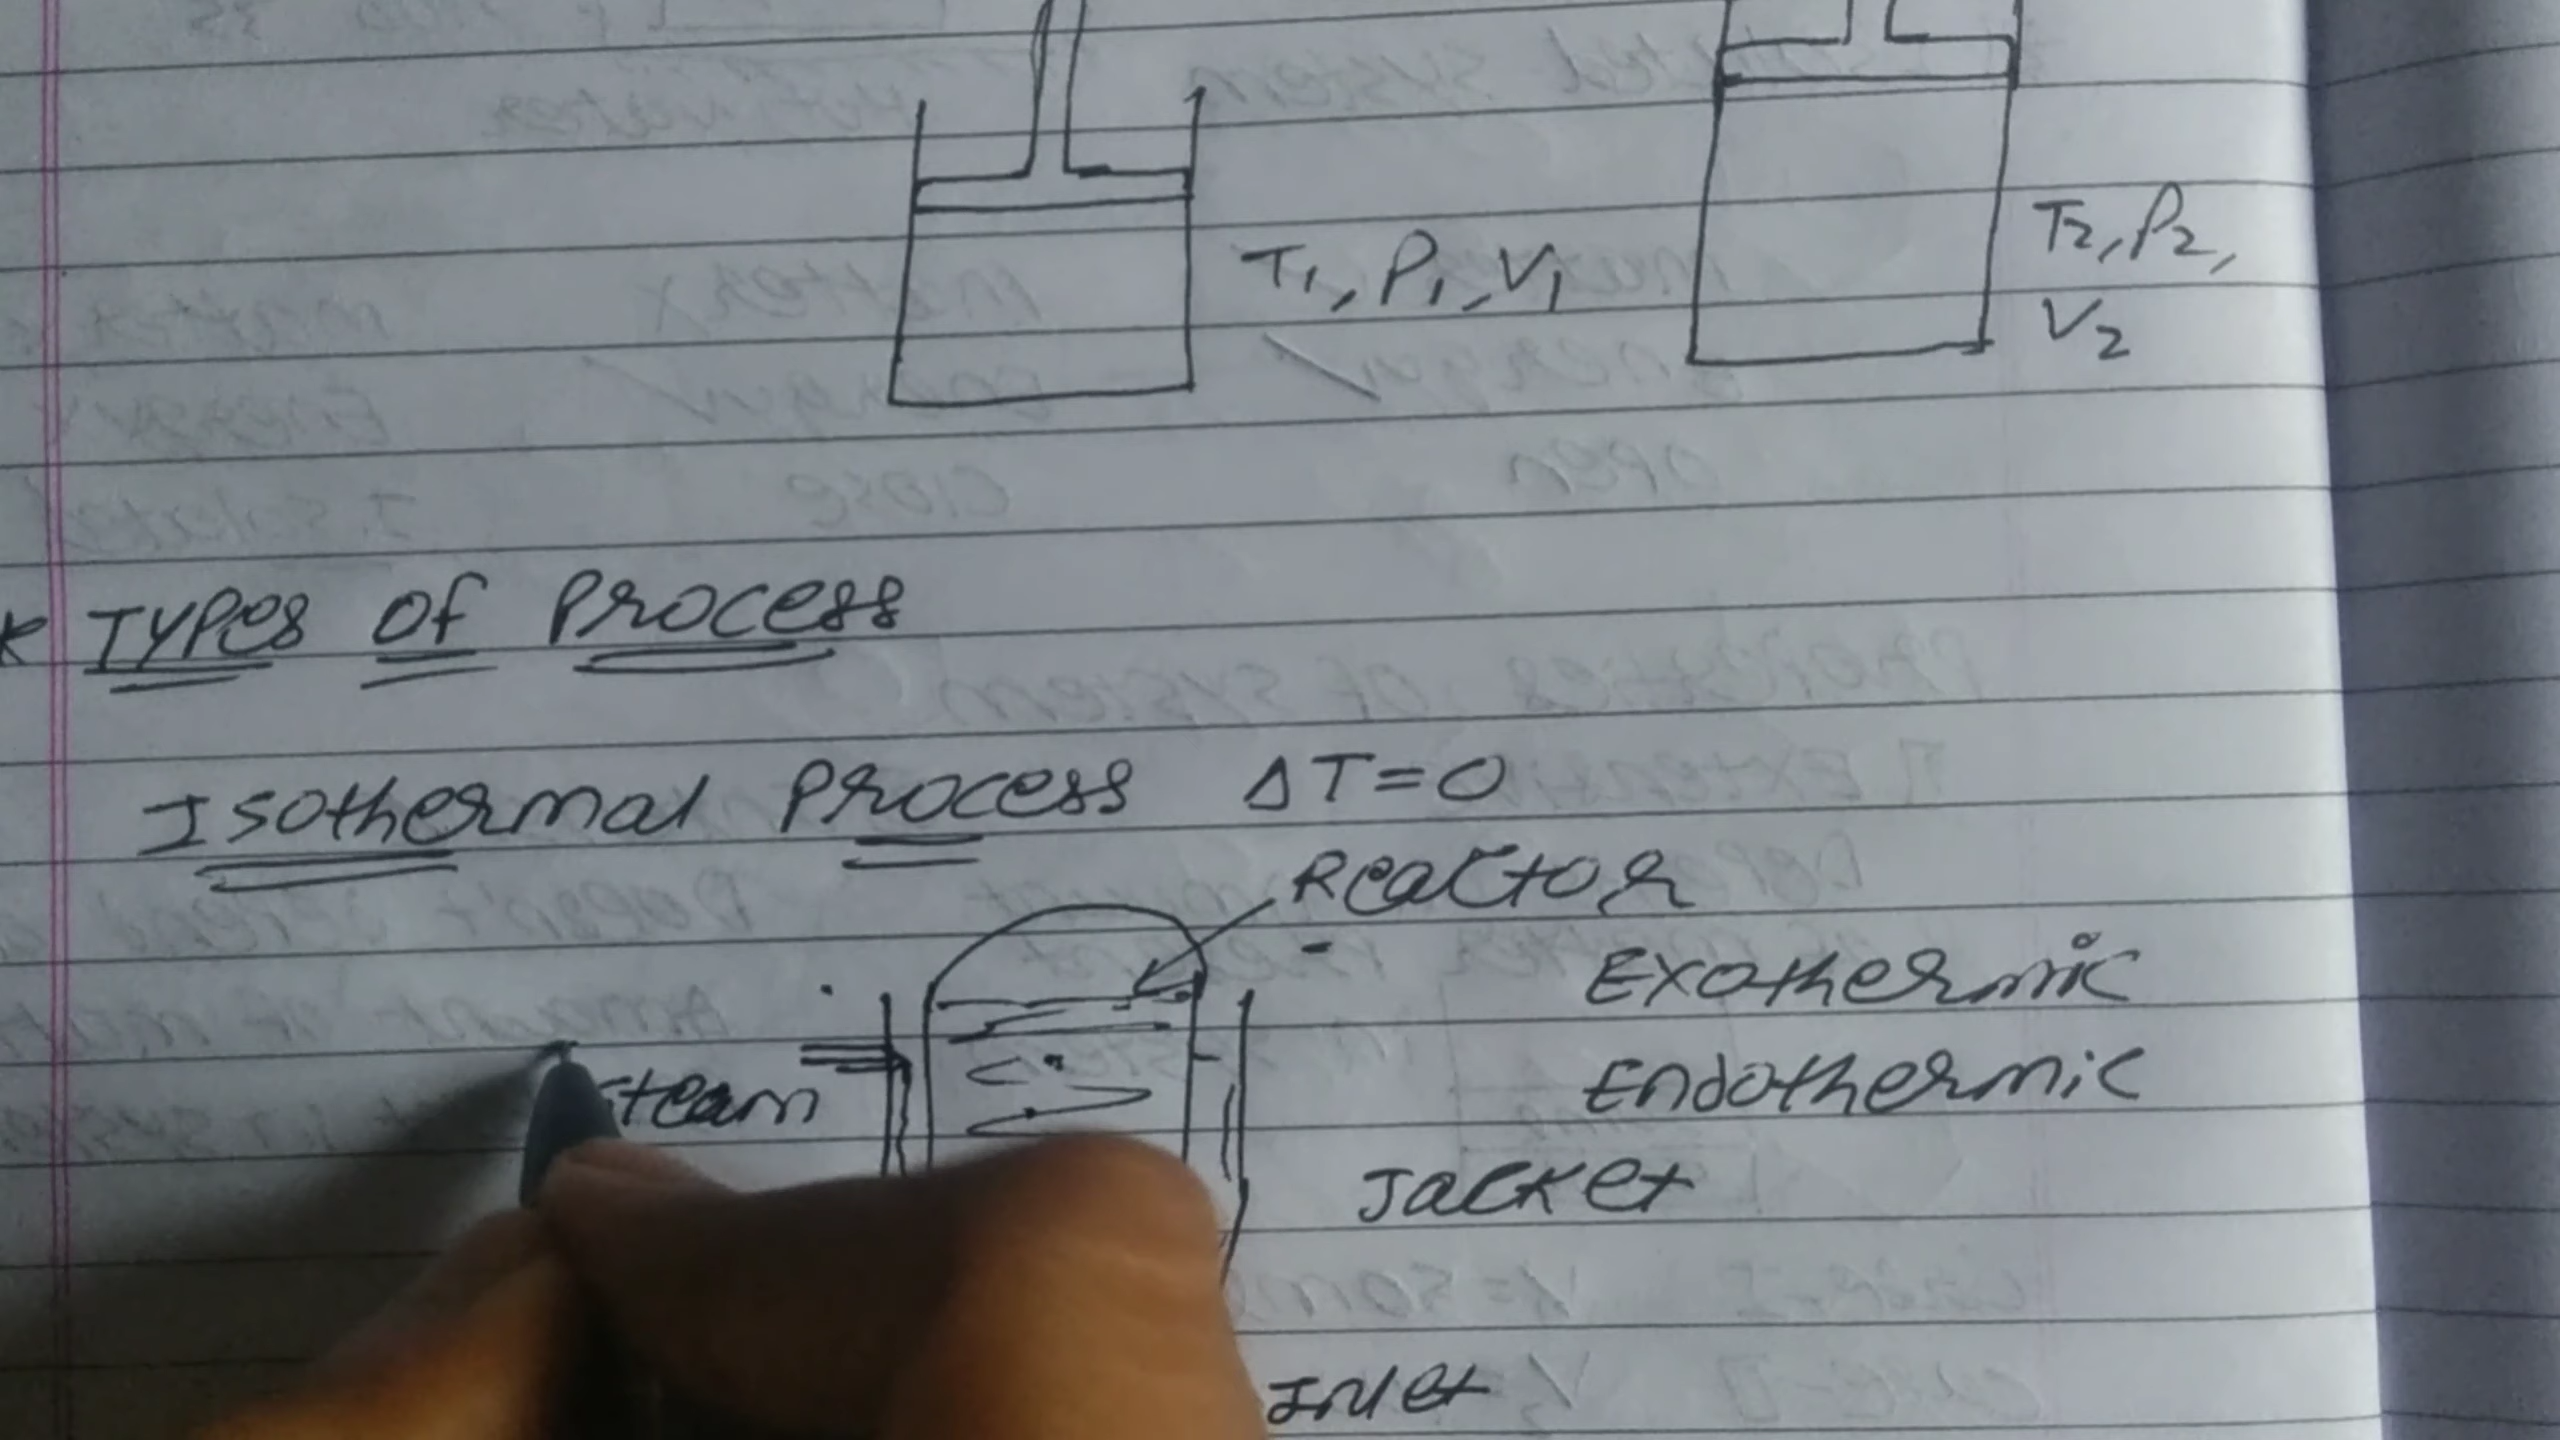 T1, P1, V1
T2, P2,
V2
* Types of Process
Isothermal Process ΔT=0
Reactor
Exothermic
Endothermic
steam
Jacket
Inlet